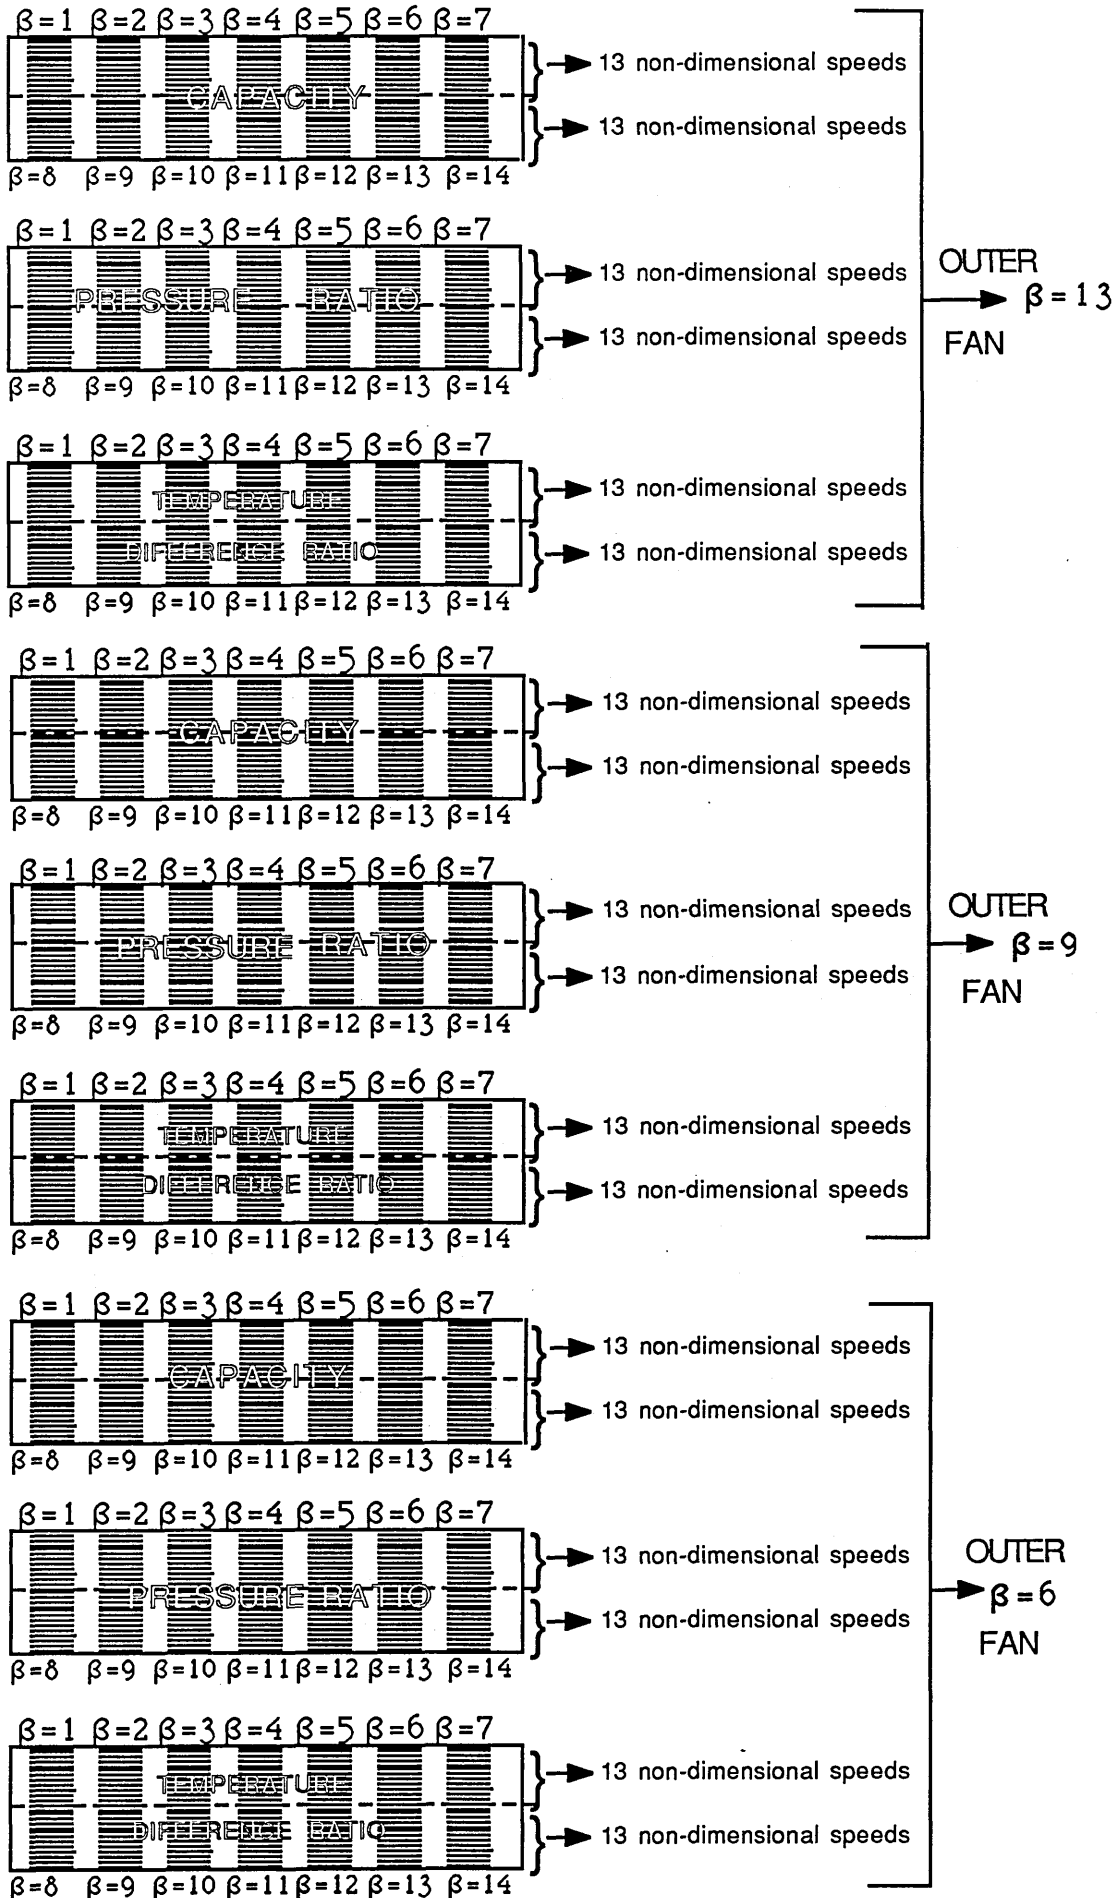 β=1 β=2 β=3 β=4 β=5 β=6 β=7
13 non-dimensional speeds
CAPACITY
13 non-dimensional speeds
β=8 β=9 β=10 β=11 β=12 β=13 β=14
β=1 β=2 β=3 β=4 β=5 β=6 β=7
13 non-dimensional speeds
PRESSURE RATIO
13 non-dimensional speeds
β=8 β=9 β=10 β=11 β=12 β=13 β=14
OUTER
β=13
FAN
β=1 β=2 β=3 β=4 β=5 β=6 β=7
13 non-dimensional speeds
TEMPERATURE
DIFFERENCE RATIO
13 non-dimensional speeds
β=8 β=9 β=10 β=11 β=12 β=13 β=14
β=1 β=2 β=3 β=4 β=5 β=6 β=7
13 non-dimensional speeds
CAPACITY
13 non-dimensional speeds
β=8 β=9 β=10 β=11 β=12 β=13 β=14
β=1 β=2 β=3 β=4 β=5 β=6 β=7
13 non-dimensional speeds
PRESSURE RATIO
13 non-dimensional speeds
β=8 β=9 β=10 β=11 β=12 β=13 β=14
OUTER
β=9
FAN
β=1 β=2 β=3 β=4 β=5 β=6 β=7
13 non-dimensional speeds
TEMPERATURE
DIFFERENCE RATIO
13 non-dimensional speeds
β=8 β=9 β=10 β=11 β=12 β=13 β=14
β=1 β=2 β=3 β=4 β=5 β=6 β=7
13 non-dimensional speeds
CAPACITY
13 non-dimensional speeds
β=8 β=9 β=10 β=11 β=12 β=13 β=14
β=1 β=2 β=3 β=4 β=5 β=6 β=7
13 non-dimensional speeds
PRESSURE RATIO
13 non-dimensional speeds
β=8 β=9 β=10 β=11 β=12 β=13 β=14
OUTER
β=6
FAN
β=1 β=2 β=3 β=4 β=5 β=6 β=7
13 non-dimensional speeds
TEMPERATURE
DIFFERENCE RATIO
13 non-dimensional speeds
β=8 β=9 β=10 β=11 β=12 β=13 β=14